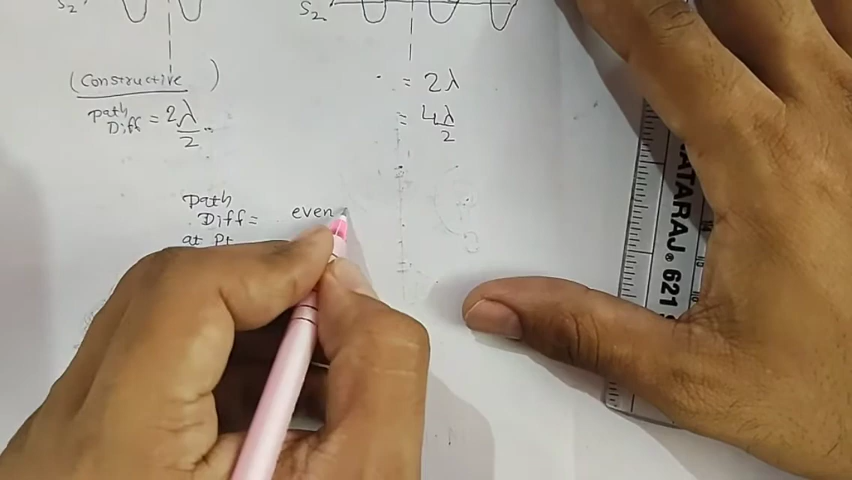 S₂
S₂
(Constructive)
Path
Diff = 2λ/2
= 2λ
= 4λ/2
Path
Diff = even
at Pt
NATARAJ® 621